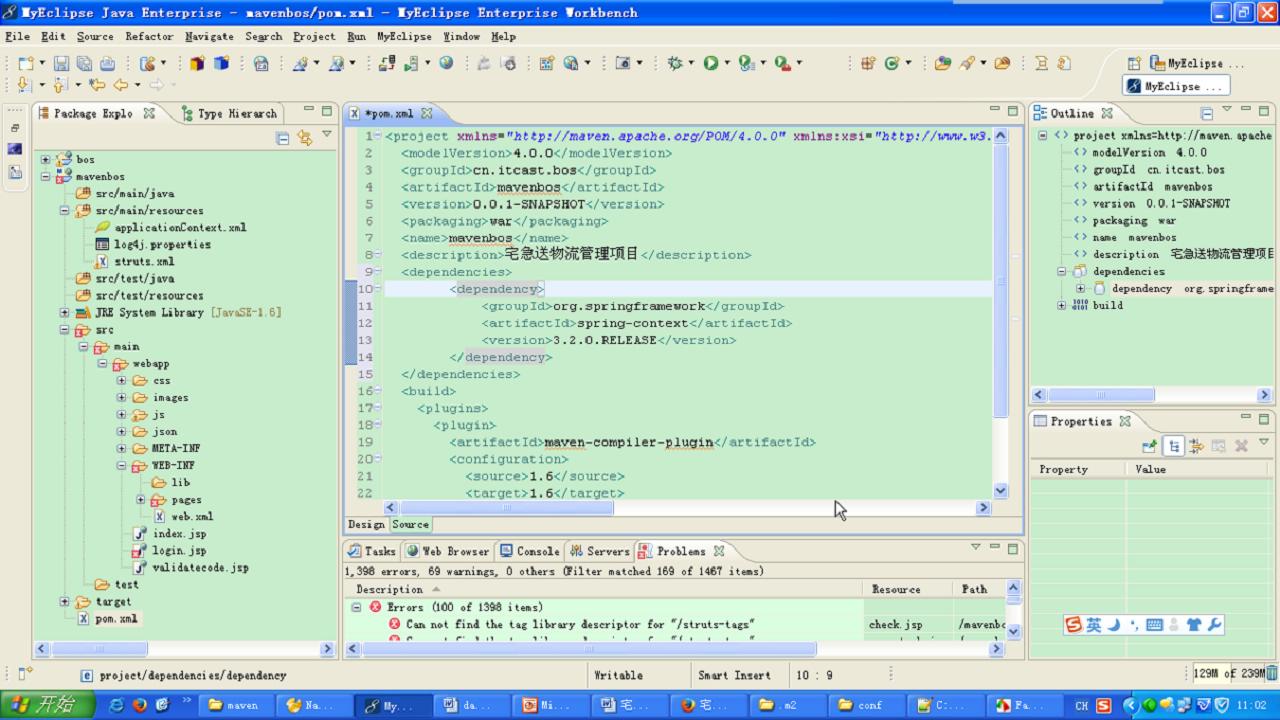 MyEclipse Java Enterprise - mavenbos/pom.xml - MyEclipse Enterprise Workbench
File Edit Source Refactor Navigate Search Project Run MyEclipse Window Help
MyEclipse ...
MyEclipse ...
Package Explo
Type Hierarch
bos
mavenbos
src/main/java
src/main/resources
applicationContext.xml
log4j.properties
struts.xml
src/test/java
src/test/resources
JRE System Library [JavaSE-1.6]
src
main
webapp
css
images
js
json
META-INF
WEB-INF
lib
pages
web.xml
index.jsp
login.jsp
validatecode.jsp
test
target
pom.xml
*pom.xml
1 <project xmlns="http://maven.apache.org/POM/4.0.0" xmlns:xsi="http://www.w3.
2 <modelVersion>4.0.0</modelVersion>
3 <groupId>cn.itcast.bos</groupId>
4 <artifactId>mavenbos</artifactId>
5 <version>0.0.1-SNAPSHOT</version>
6 <packaging>war</packaging>
7 <name>mavenbos</name>
8 <description>宅急送物流管理项目</description>
9 <dependencies>
10 <dependency>
11 <groupId>org.springframework</groupId>
12 <artifactId>spring-context</artifactId>
13 <version>3.2.0.RELEASE</version>
14 </dependency>
15 </dependencies>
16 <build>
17 <plugins>
18 <plugin>
19 <artifactId>maven-compiler-plugin</artifactId>
20 <configuration>
21 <source>1.6</source>
22 <target>1.6</target>
Design Source
Outline
project xmlns=http://maven.apache
modelVersion 4.0.0
groupId cn.itcast.bos
artifactId mavenbos
version 0.0.1-SNAPSHOT
packaging war
name mavenbos
description 宅急送物流管理项目
dependencies
dependency org.springframe
build
Properties
Property Value
英
Tasks Web Browser Console Servers Problems
1,398 errors, 69 warnings, 0 others (Filter matched 169 of 1467 items)
Description Resource Path
Errors (100 of 1398 items)
Can not find the tag library descriptor for "/struts-tags" check.jsp /mavenbo
project/dependencies/dependency
Writable
Smart Insert
10 : 9
129M of 239M
开始
maven
Na...
My...
da...
Mi...
宅...
宅...
.m2
conf
C:...
Fa...
CH
11:02